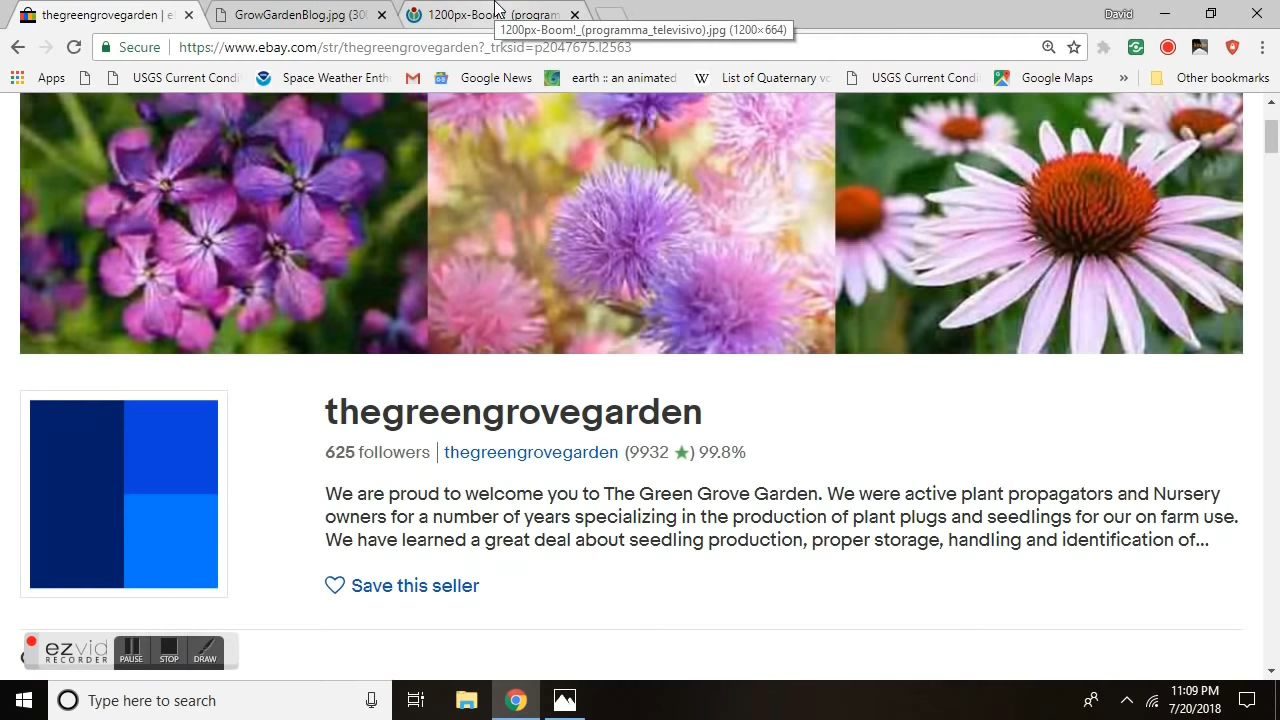 thegreengrovegarden | e
GrowGardenBlog.jpg (300
1200px-Boom!_(program
David
1200px-Boom!_(programma_televisivo).jpg (1200×664)
Secure
https://www.ebay.com/str/thegreengrovegarden?_trksid=p2047675.l2563
Apps
USGS Current Condi
Space Weather Enth
Google News
earth :: an animated
List of Quaternary vo
USGS Current Condi
Google Maps
»
Other bookmarks
thegreengrovegarden
625 followers | thegreengrovegarden (9932 ★) 99.8%
We are proud to welcome you to The Green Grove Garden. We were active plant propagators and Nursery
owners for a number of years specializing in the production of plant plugs and seedlings for our on farm use.
We have learned a great deal about seedling production, proper storage, handling and identification of...
Save this seller
ezvid
RECORDER
PAUSE
STOP
DRAW
Type here to search
11:09 PM
7/20/2018